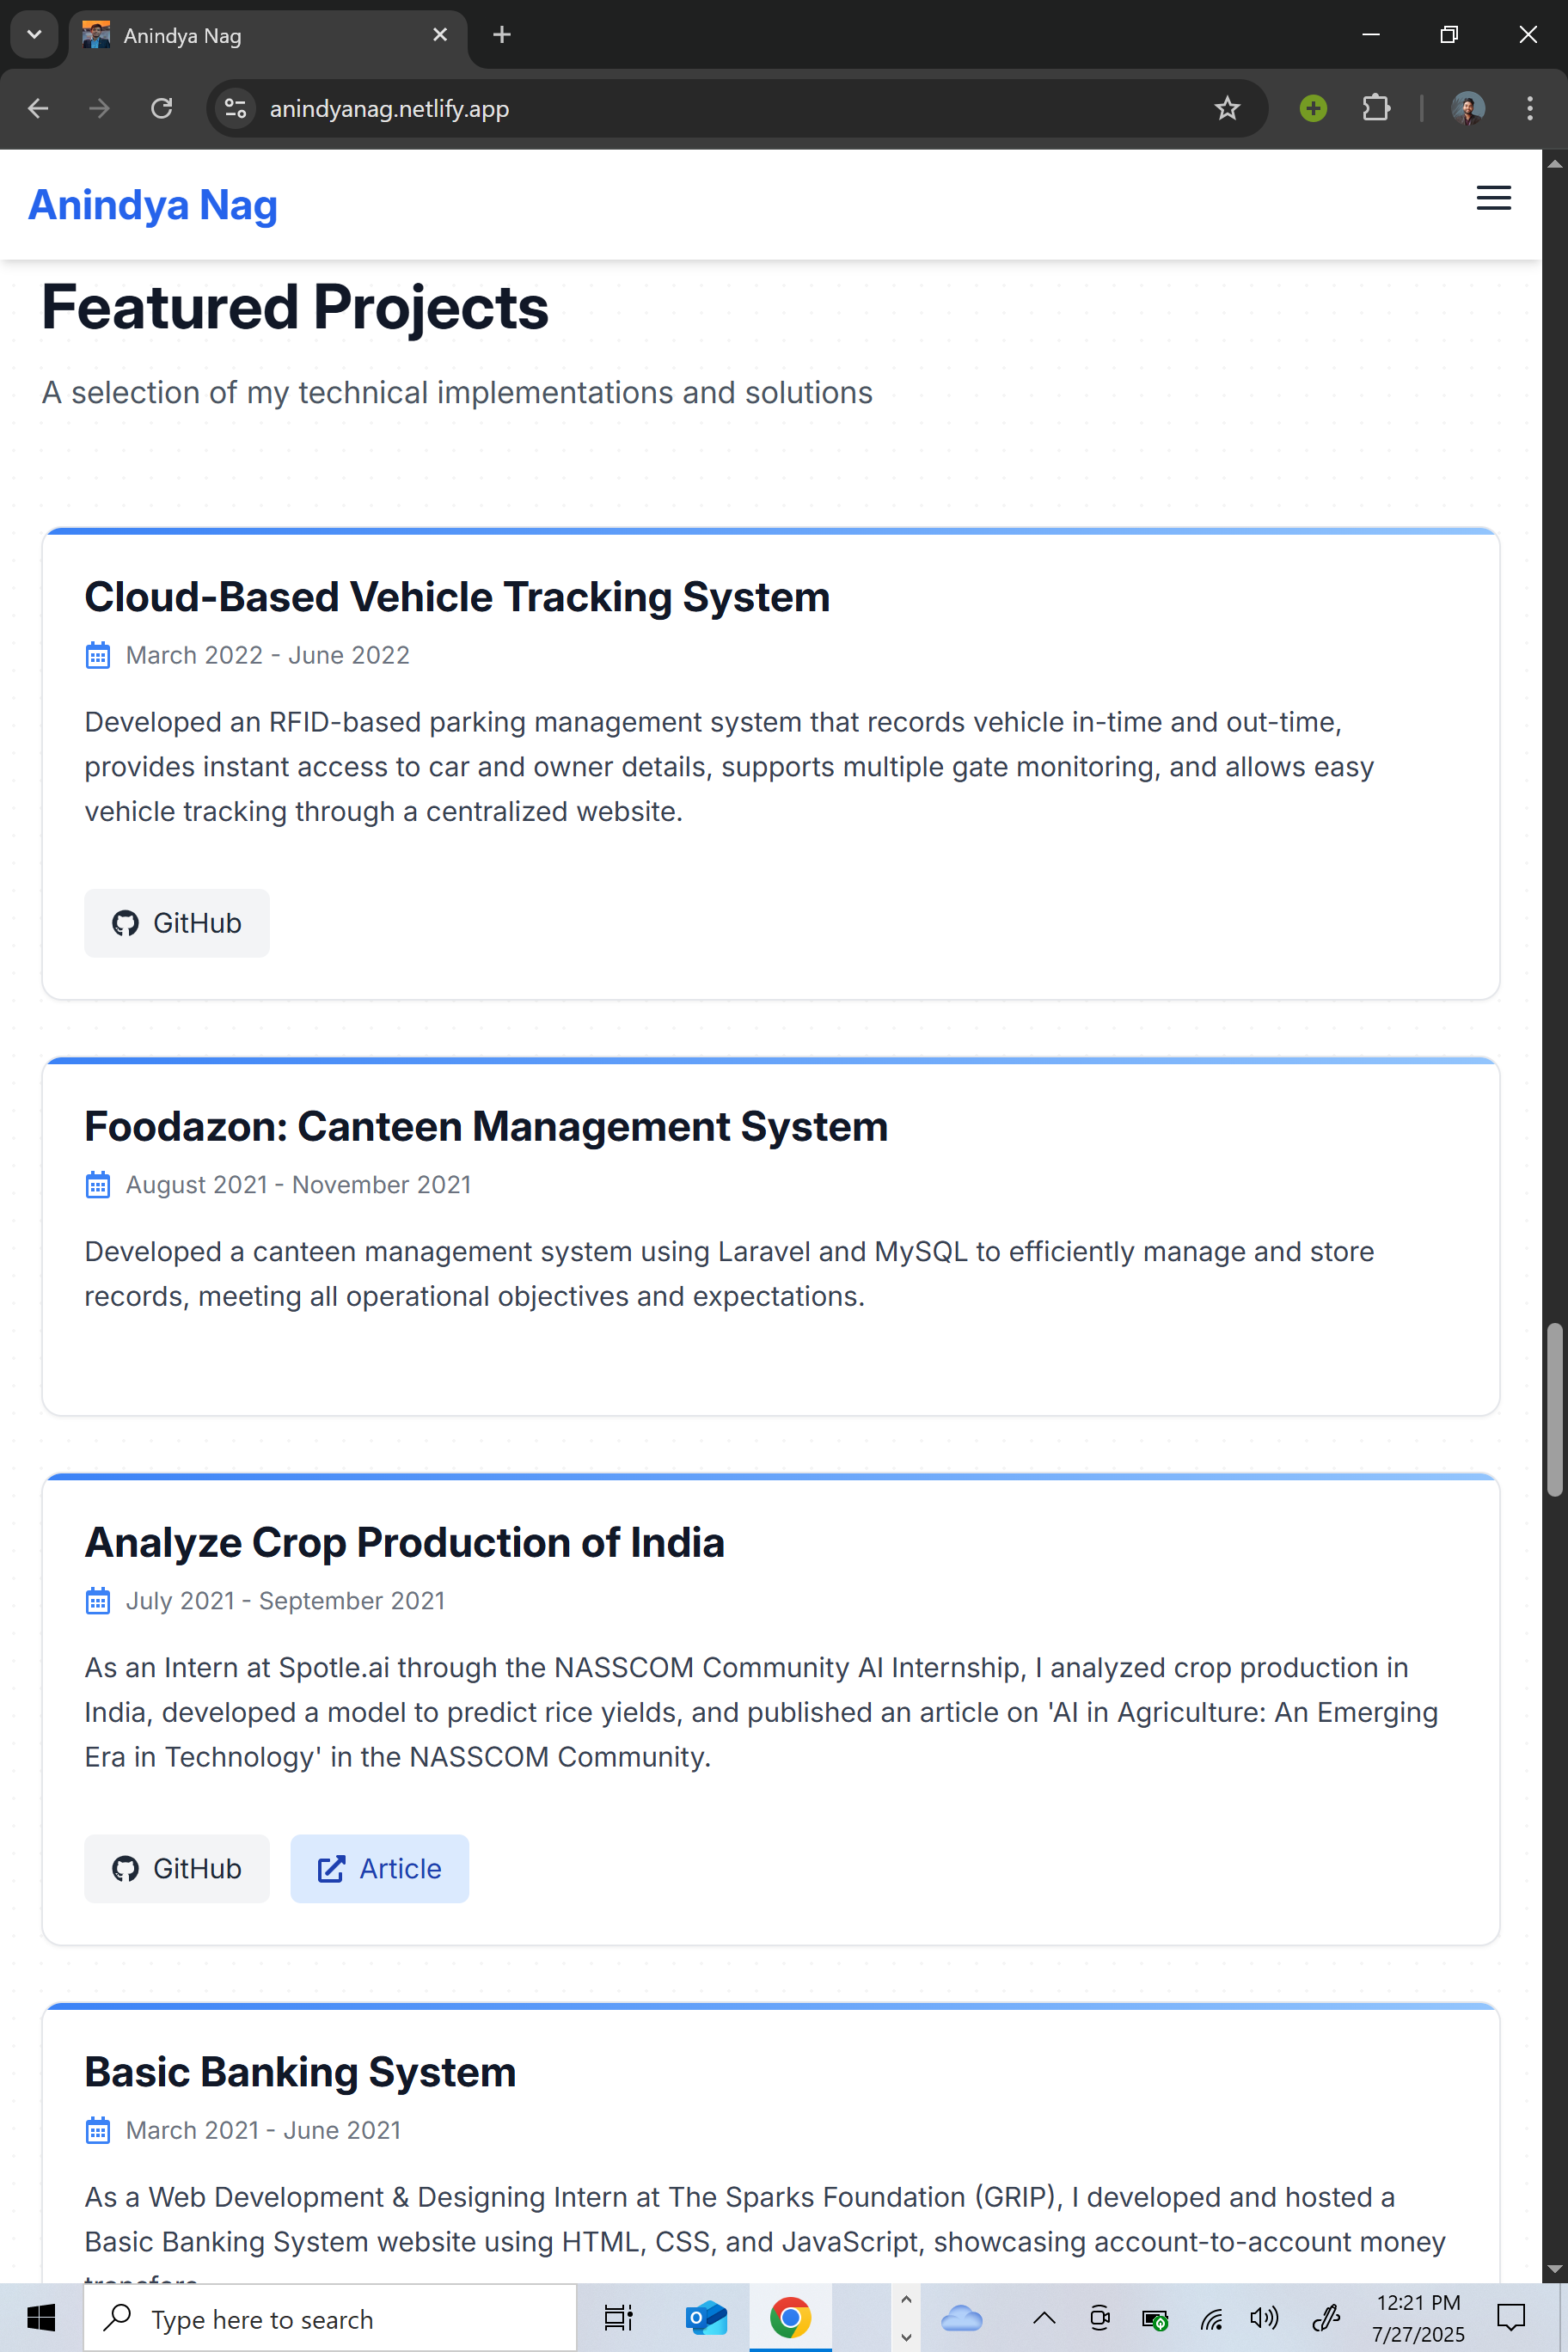 Anindya Nag
anindyanag.netlify.app
Anindya Nag
Featured Projects
A selection of my technical implementations and solutions
Cloud-Based Vehicle Tracking System
March 2022 - June 2022
Developed an RFID-based parking management system that records vehicle in-time and out-time,
provides instant access to car and owner details, supports multiple gate monitoring, and allows easy
vehicle tracking through a centralized website.
GitHub
Foodazon: Canteen Management System
August 2021 - November 2021
Developed a canteen management system using Laravel and MySQL to efficiently manage and store
records, meeting all operational objectives and expectations.
Analyze Crop Production of India
July 2021 - September 2021
As an Intern at Spotle.ai through the NASSCOM Community AI Internship, I analyzed crop production in
India, developed a model to predict rice yields, and published an article on 'AI in Agriculture: An Emerging
Era in Technology' in the NASSCOM Community.
GitHub Article
Basic Banking System
March 2021 - June 2021
As a Web Development & Designing Intern at The Sparks Foundation (GRIP), I developed and hosted a
Basic Banking System website using HTML, CSS, and JavaScript, showcasing account-to-account money
Type here to search
12:21 PM
7/27/2025